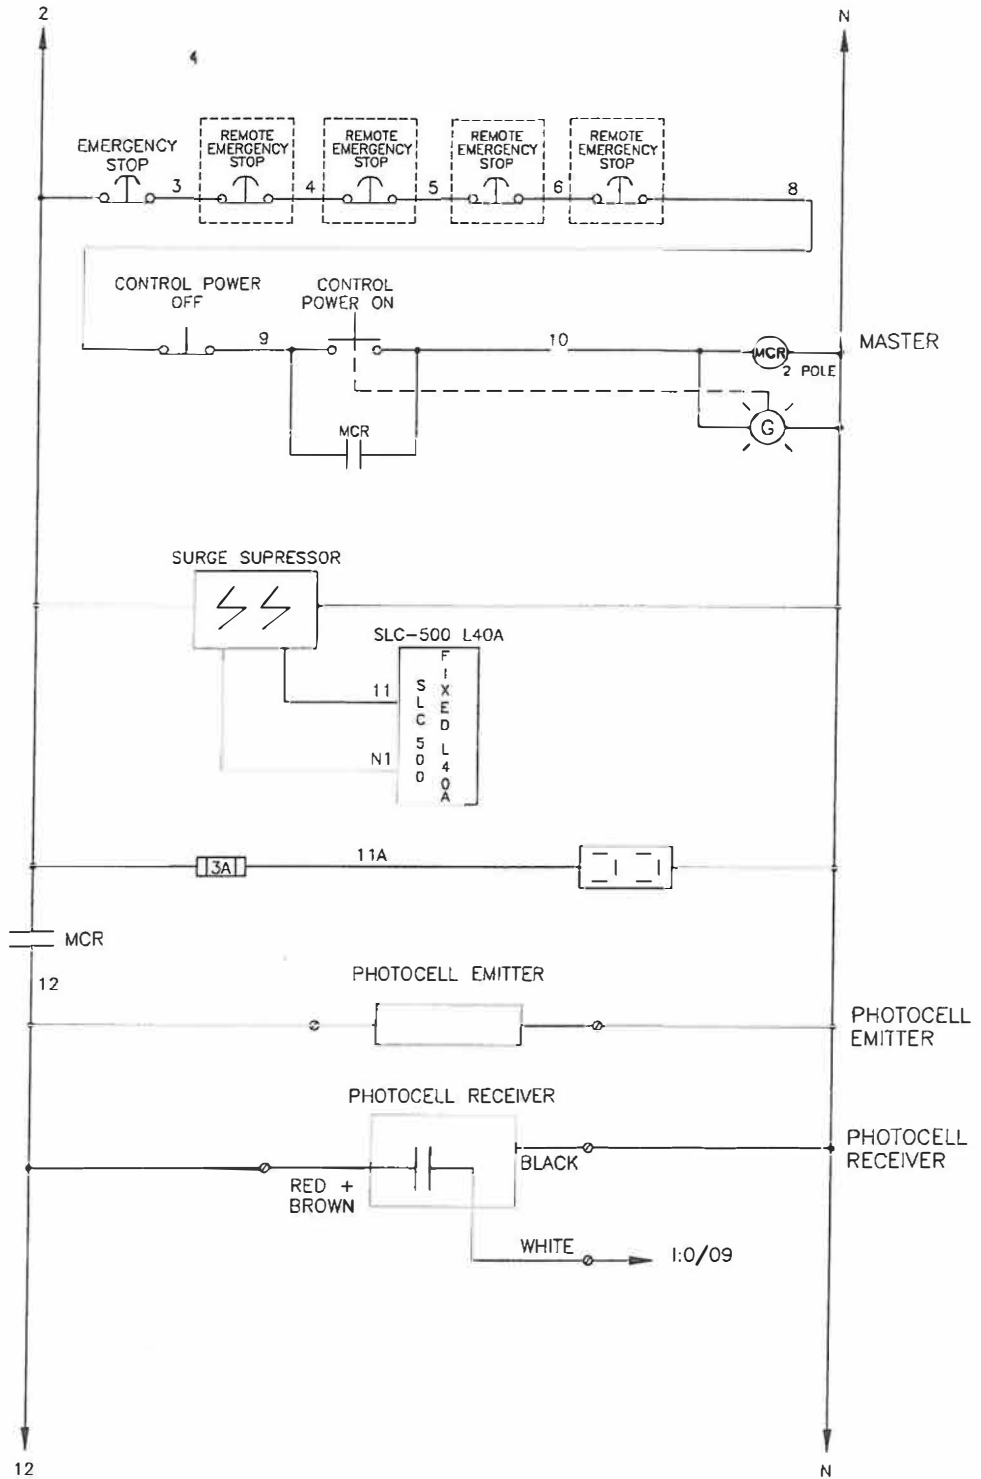 2
N
4
EMERGENCY
STOP
REMOTE
EMERGENCY
STOP
REMOTE
EMERGENCY
STOP
REMOTE
EMERGENCY
STOP
REMOTE
EMERGENCY
STOP
3
4
5
6
8
CONTROL POWER
OFF
CONTROL
POWER ON
9
10
MCR
2 POLE
MASTER
MCR
G
SURGE SUPRESSOR
SLC-500 L40A
11
N1
SLC 500
FIXED L40A
3A
11A
MCR
12
PHOTOCELL EMITTER
PHOTOCELL
EMITTER
PHOTOCELL RECEIVER
PHOTOCELL
RECEIVER
BLACK
RED +
BROWN
WHITE
I:0/09
12
N